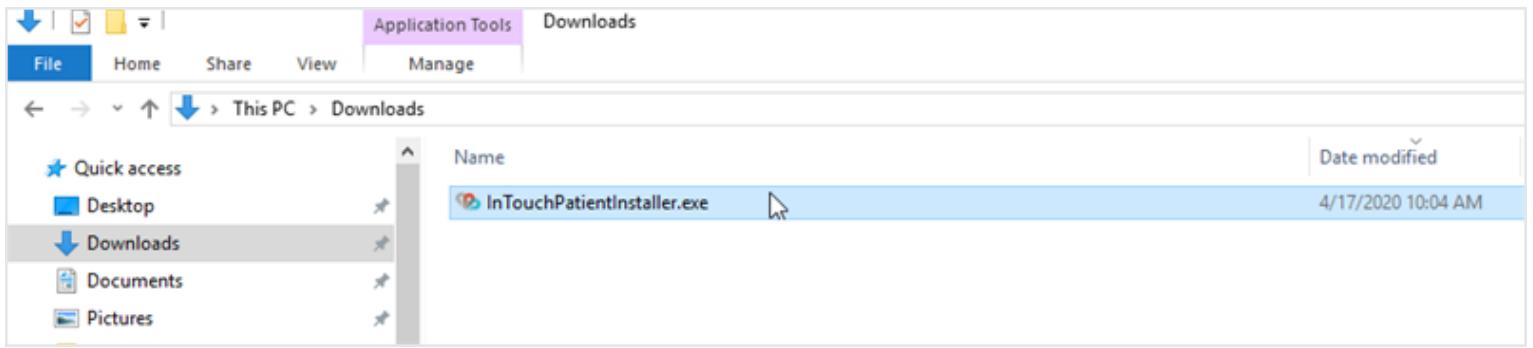 Application Tools Downloads
File Home Share View Manage
This PC > Downloads
Quick access Name Date modified
Desktop InTouchPatientInstaller.exe 4/17/2020 10:04 AM
Downloads
Documents
Pictures